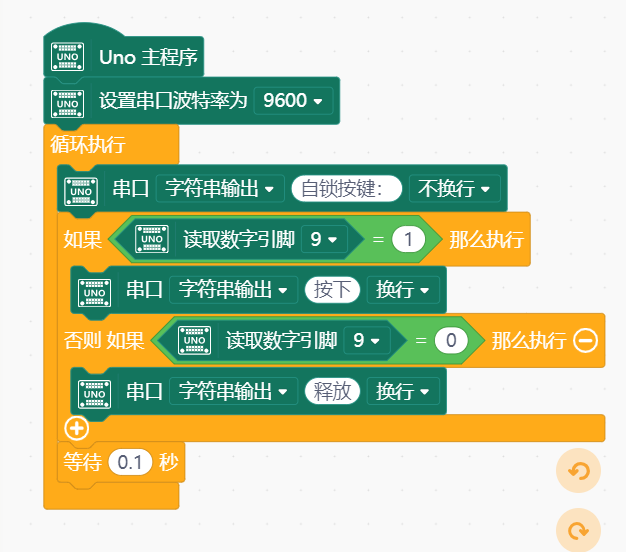 UNO Uno 主程序
UNO 设置串口波特率为 9600
循环执行
UNO 串口 字符串输出 自锁按键： 不换行
如果 UNO 读取数字引脚 9 = 1 那么执行
UNO 串口 字符串输出 按下 换行
否则 如果 UNO 读取数字引脚 9 = 0 那么执行
UNO 串口 字符串输出 释放 换行
等待 0.1 秒